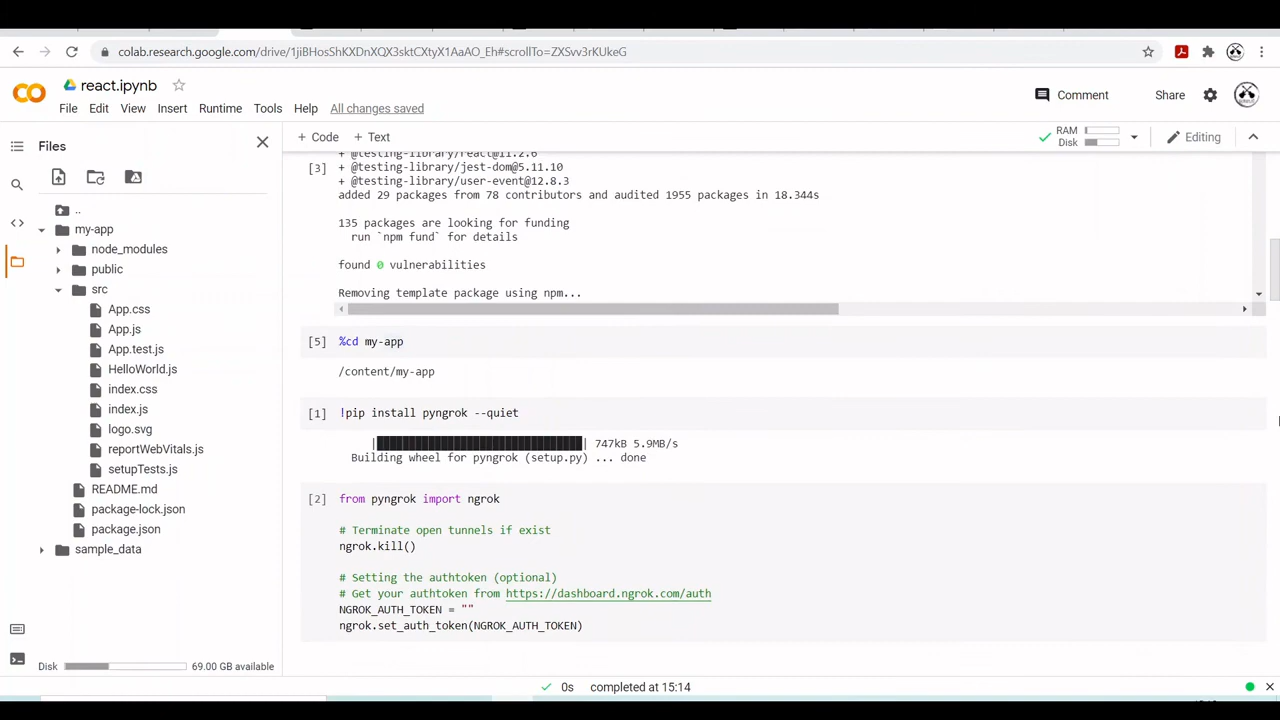 colab.research.google.com/drive/1jiBHosShKXDnXQX3sktCXtyX1AaAO_Eh#scrollTo=ZXSvv3rKUkeG
react.ipynb
File Edit View Insert Runtime Tools Help All changes saved
Comment
Share
Files
+ Code + Text
RAM
Disk
Editing
..
my-app
node_modules
public
src
App.css
App.js
App.test.js
HelloWorld.js
index.css
index.js
logo.svg
reportWebVitals.js
setupTests.js
README.md
package-lock.json
package.json
sample_data
Disk
69.00 GB available
[3]
+ @testing-library/react@11.2.6
+ @testing-library/jest-dom@5.11.10
+ @testing-library/user-event@12.8.3
added 29 packages from 78 contributors and audited 1955 packages in 18.344s
135 packages are looking for funding
run `npm fund` for details
found 0 vulnerabilities
Removing template package using npm...
[5] %cd my-app
/content/my-app
[1] !pip install pyngrok --quiet
747kB 5.9MB/s
Building wheel for pyngrok (setup.py) ... done
[2] from pyngrok import ngrok
# Terminate open tunnels if exist
ngrok.kill()
# Setting the authtoken (optional)
# Get your authtoken from https://dashboard.ngrok.com/auth
NGROK_AUTH_TOKEN = ""
ngrok.set_auth_token(NGROK_AUTH_TOKEN)
0s completed at 15:14